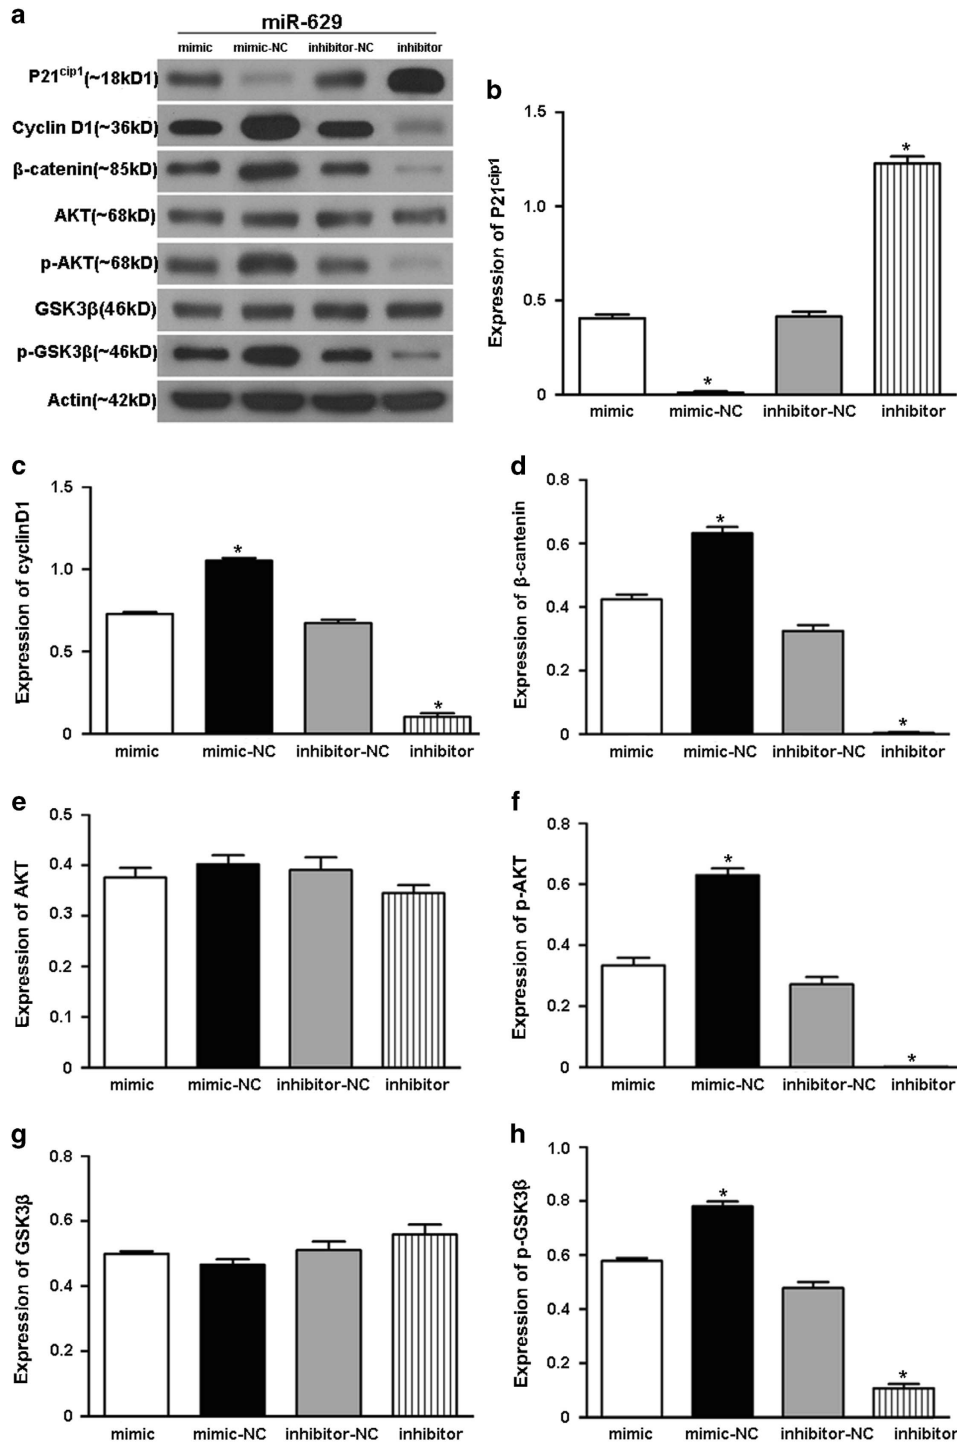 a
miR-629
mimic mimic-NC inhibitor-NC inhibitor
P21cip1(~18kD1)
Cyclin D1(~36kD)
β-catenin(~85kD)
AKT(~68kD)
p-AKT(~68kD)
GSK3β(46kD)
p-GSK3β(~46kD)
Actin(~42kD)
b
Expression of P21cip1
1.5
1.0
0.5
0
*
*
mimic mimic-NC inhibitor-NC inhibitor
c
Expression of cyclinD1
1.5
1.0
0.5
0
*
*
mimic mimic-NC inhibitor-NC inhibitor
d
Expression of β-cantenin
0.8
0.6
0.4
0.2
0
*
*
mimic mimic-NC inhibitor-NC inhibitor
e
Expression of AKT
0.5
0.4
0.3
0.2
0.1
0
mimic mimic-NC inhibitor-NC inhibitor
f
Expression of p-AKT
0.8
0.6
0.4
0.2
0
*
*
mimic mimic-NC inhibitor-NC inhibitor
g
Expression of GSK3β
0.8
0.6
0.4
0.2
0
mimic mimic-NC inhibitor-NC inhibitor
h
Expression of p-GSK3β
1.0
0.8
0.6
0.4
0.2
0
*
*
mimic mimic-NC inhibitor-NC inhibitor